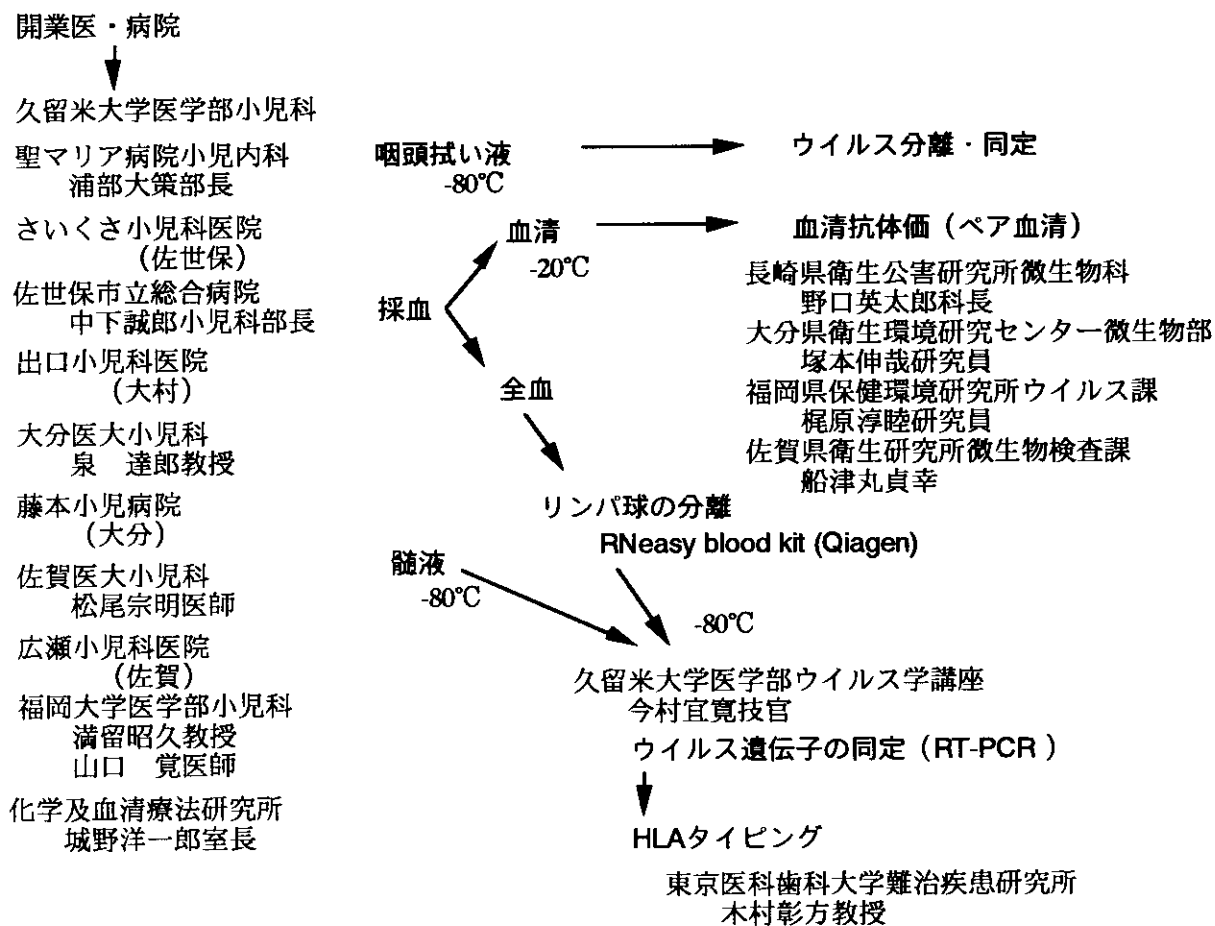 開業医・病院
久留米大学医学部小児科
聖マリア病院小児内科
浦部大策部長
さいくさ小児科医院
(佐世保)
佐世保市立総合病院
中下誠郎小児科部長
出口小児科医院
(大村)
大分医大小児科
泉　達郎教授
藤本小児病院
(大分)
佐賀医大小児科
松尾宗明医師
広瀬小児科医院
(佐賀)
福岡大学医学部小児科
満留昭久教授
山口　覚医師
化学及血清療法研究所
城野洋一郎室長
咽頭拭い液
-80℃
ウイルス分離・同定
血清
-20℃
血清抗体価（ペア血清）
採血
全血
長崎県衛生公害研究所微生物科
野口英太郎科長
大分県衛生環境研究センター微生物部
塚本伸哉研究員
福岡県保健環境研究所ウイルス課
梶原淳睦研究員
佐賀県衛生研究所微生物検査課
船津丸貞幸
リンパ球の分離
RNeasy blood kit (Qiagen)
髄液
-80℃
-80℃
久留米大学医学部ウイルス学講座
今村宜寛技官
ウイルス遺伝子の同定（RT-PCR ）
HLAタイピング
東京医科歯科大学難治疾患研究所
木村彰方教授